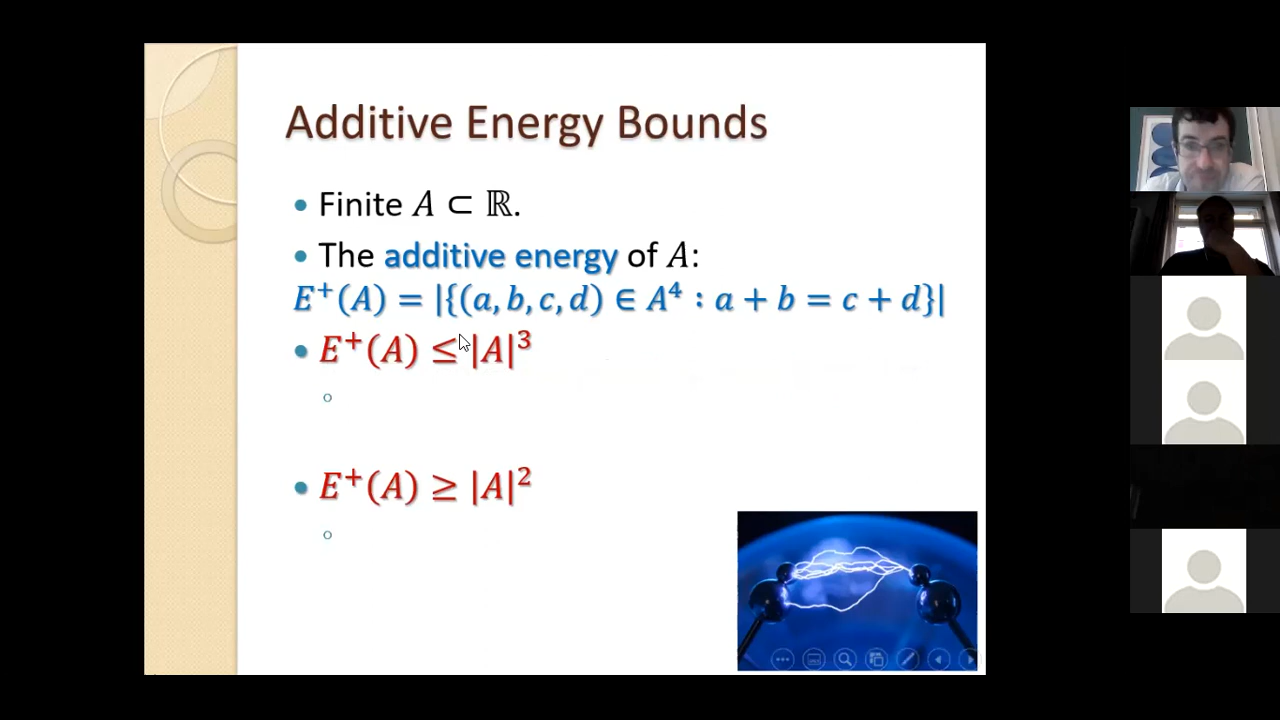 Additive Energy Bounds
Finite A ⊂ ℝ.
The additive energy of A:
E⁺(A) = |{(a, b, c, d) ∈ A⁴ : a + b = c + d}|
E⁺(A) ≤ |A|³
E⁺(A) ≥ |A|²